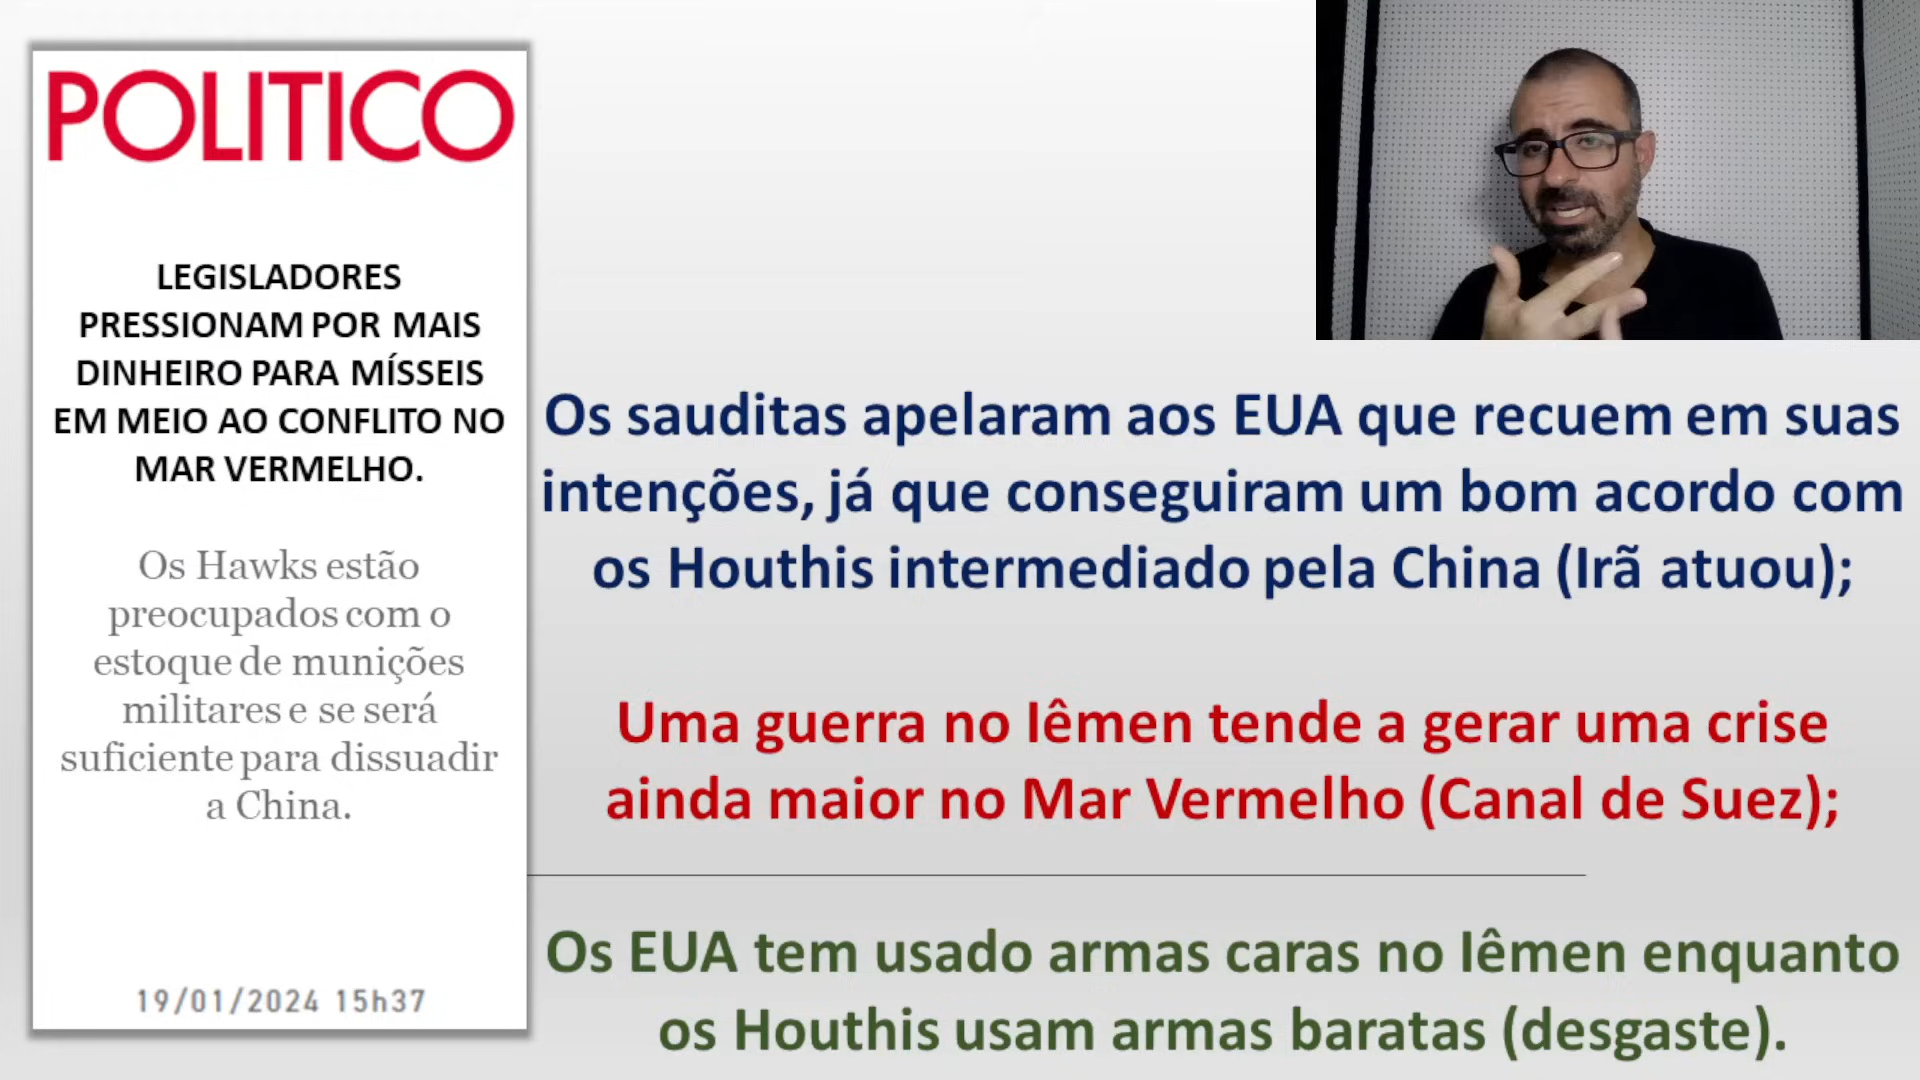 POLITICO
LEGISLADORES
PRESSIONAM POR MAIS
DINHEIRO PARA MÍSSEIS
EM MEIO AO CONFLITO NO
MAR VERMELHO.
Os Hawks estão
preocupados com o
estoque de munições
militares e se será
suficiente para dissuadir
a China.
19/01/2024 15h37
Os sauditas apelaram aos EUA que recuem em suas
intenções, já que conseguiram um bom acordo com
os Houthis intermediado pela China (Irã atuou);
Uma guerra no Iêmen tende a gerar uma crise
ainda maior no Mar Vermelho (Canal de Suez);
Os EUA tem usado armas caras no Iêmen enquanto
os Houthis usam armas baratas (desgaste).